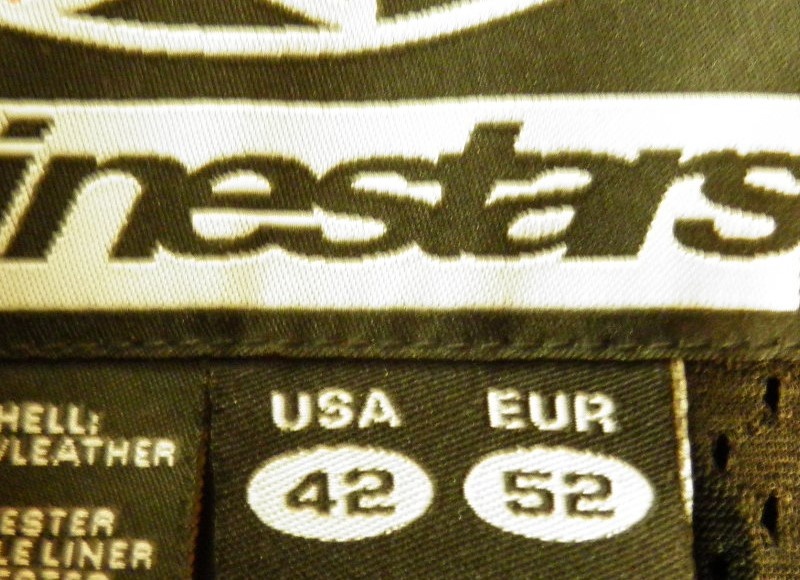 inestars
HELL:
/LEATHER
ESTER
LE LINER
USA EUR
42 52